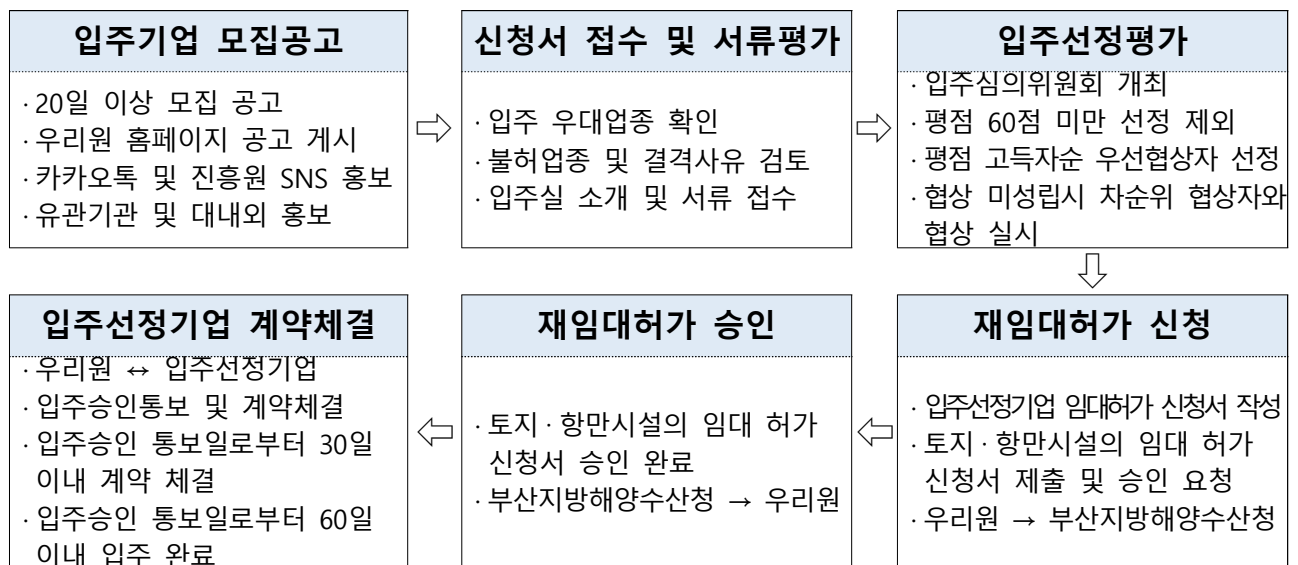 입주기업 모집공고
· 20일 이상 모집 공고
· 우리원 홈페이지 공고 게시
· 카카오톡 및 진흥원 SNS 홍보
· 유관기관 및 대내외 홍보
신청서 접수 및 서류평가
· 입주 우대업종 확인
· 불허업종 및 결격사유 검토
· 입주실 소개 및 서류 접수
입주선정평가
· 입주심의위원회 개최
· 평점 60점 미만 선정 제외
· 평점 고득자순 우선협상자 선정
· 협상 미성립시 차순위 협상자와
협상 실시
재임대허가 신청
· 입주선정기업 임대허가 신청서 작성
· 토지·항만시설의 임대 허가
신청서 제출 및 승인 요청
· 우리원 → 부산지방해양수산청
재임대허가 승인
· 토지·항만시설의 임대 허가
신청서 승인 완료
· 부산지방해양수산청 → 우리원
입주선정기업 계약체결
· 우리원 ↔ 입주선정기업
· 입주승인통보 및 계약체결
· 입주승인 통보일로부터 30일
이내 계약 체결
· 입주승인 통보일로부터 60일
이내 입주 완료